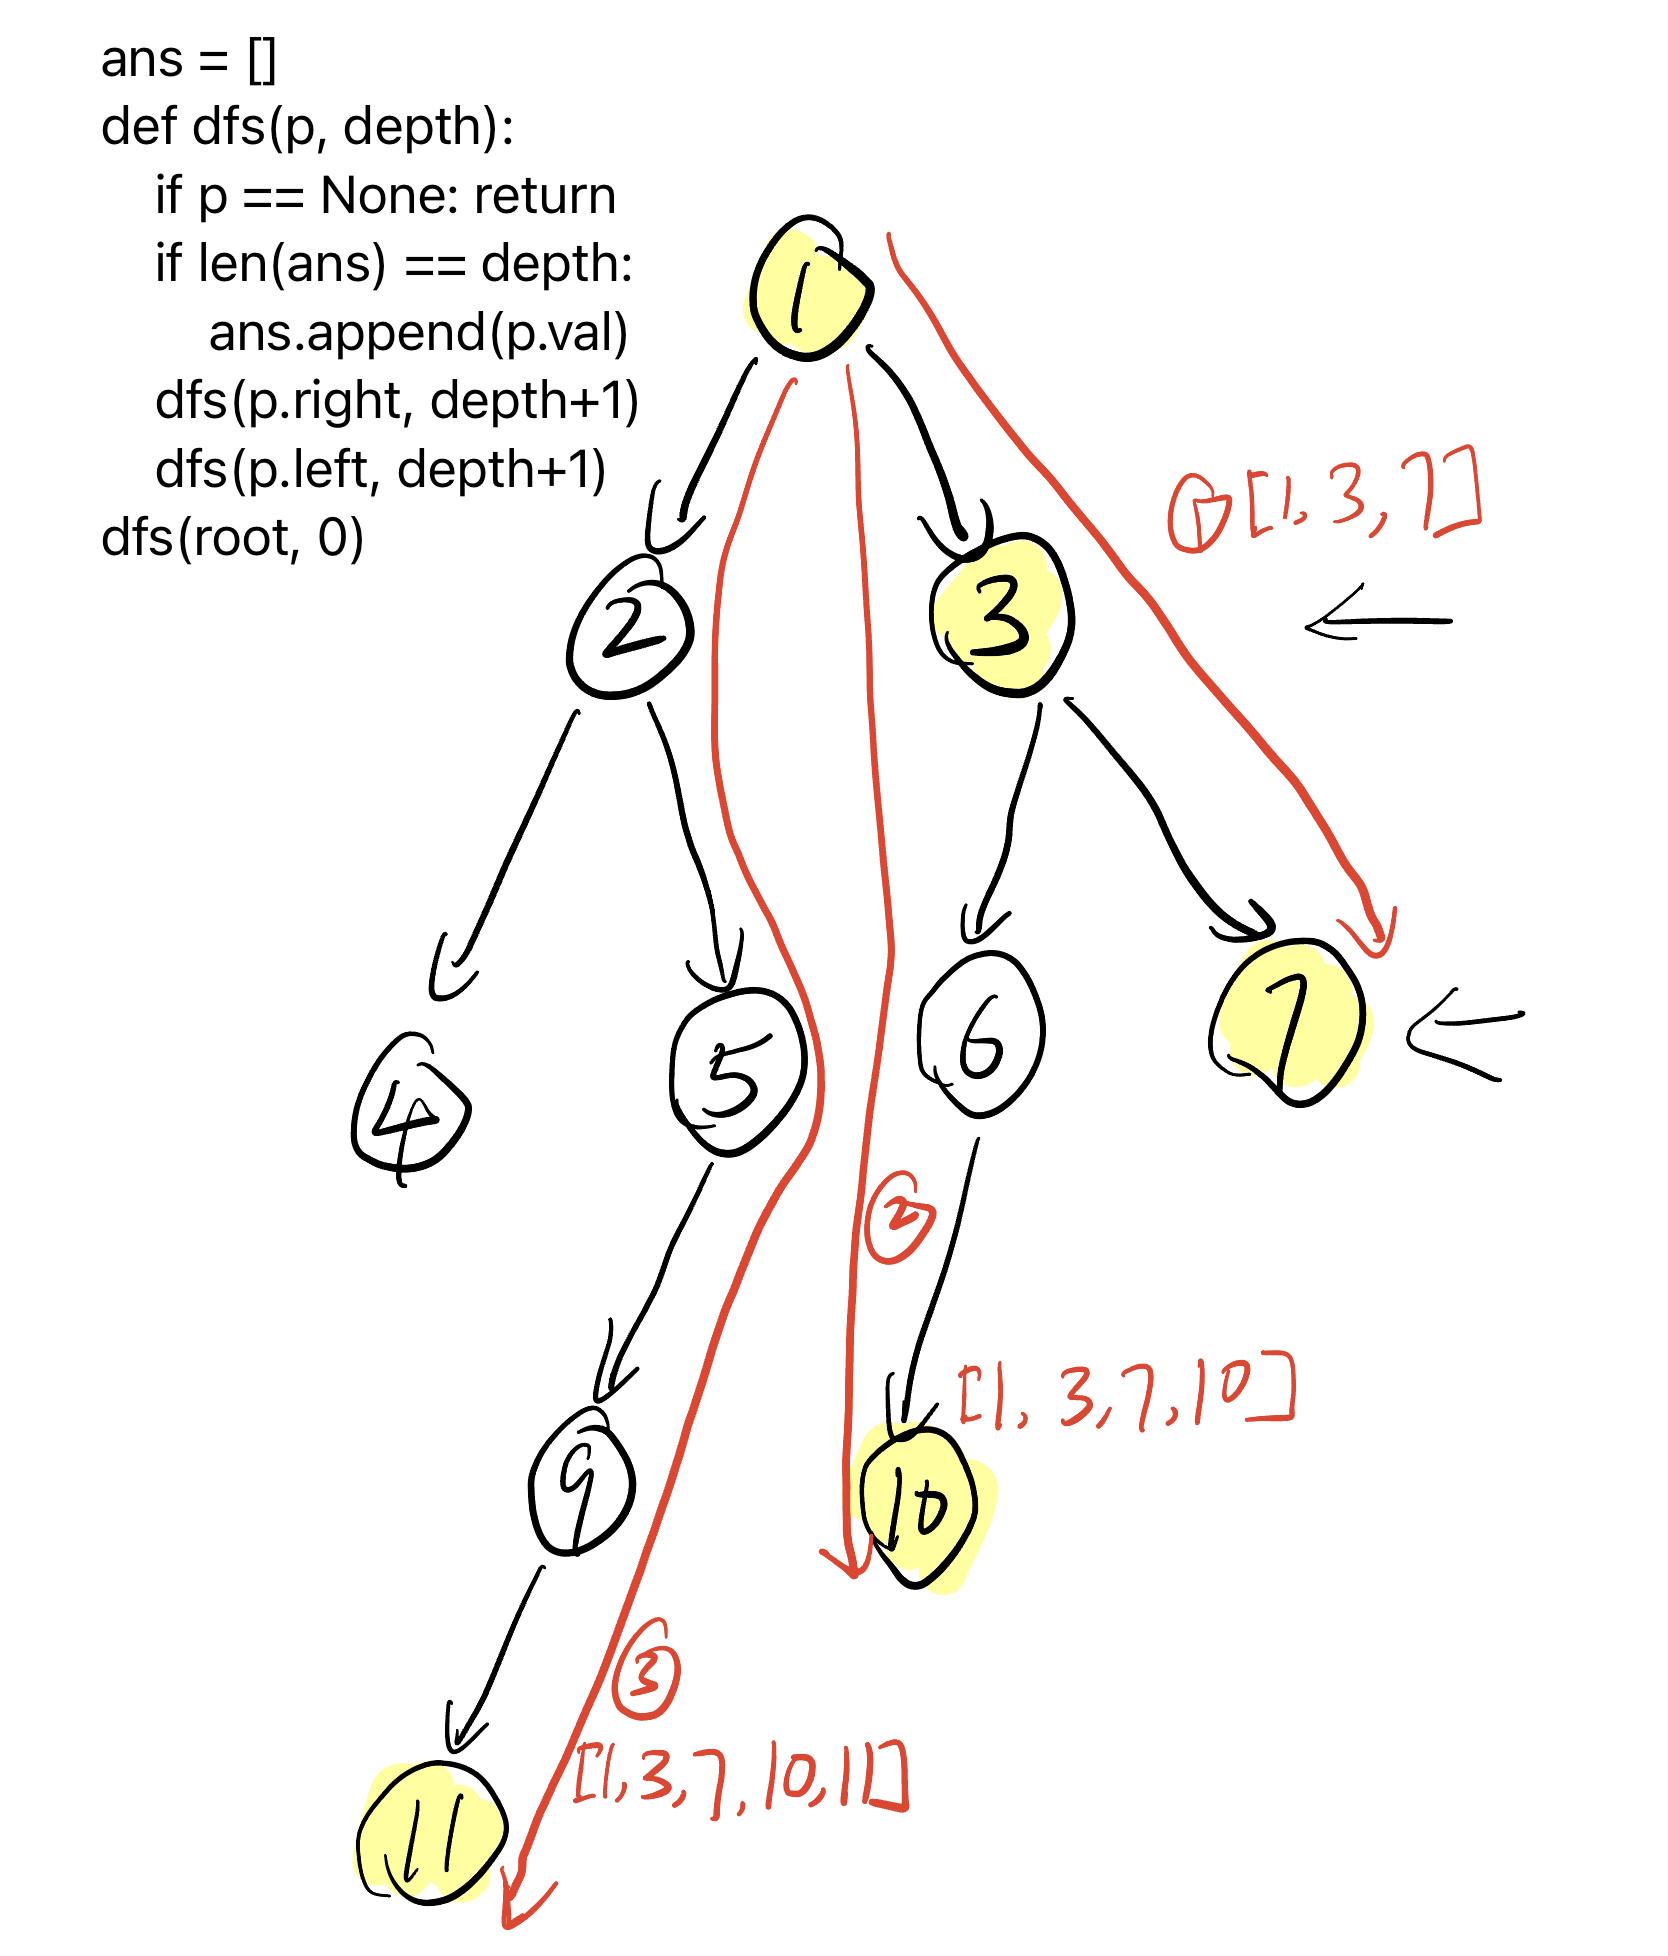 ans = []
def dfs(p, depth):
if p == None: return
if len(ans) == depth:
ans.append(p.val)
dfs(p.right, depth+1)
dfs(p.left, depth+1)
dfs(root, 0)
1
① [1, 3, 7]
2
3
4
5
6
7
②
[1, 3, 7, 10]
9
10
③
[1, 3, 7, 10, 11]
11